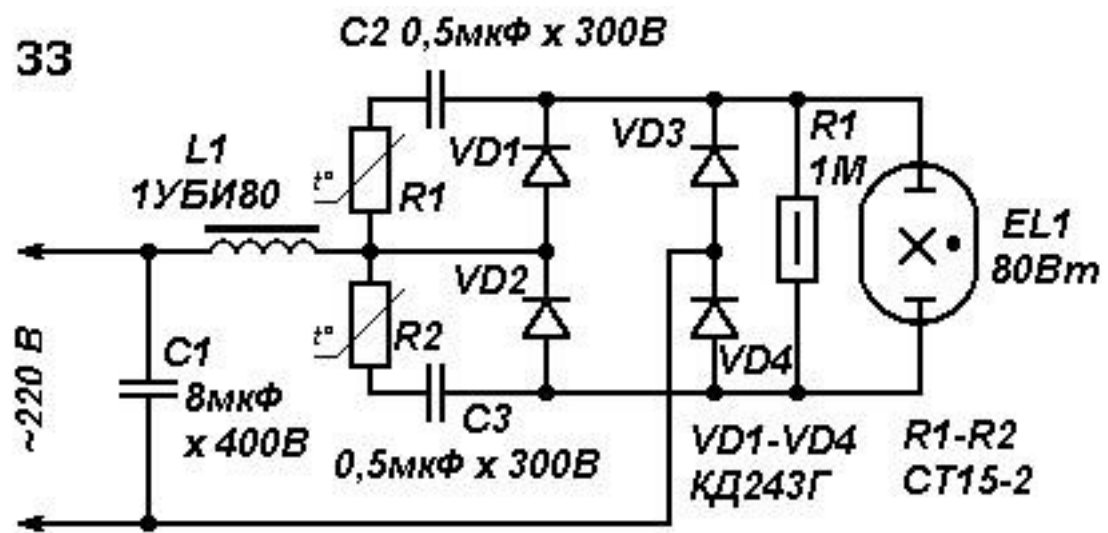 33
C2 0,5мкФ x 300В
L1
1УБИ80
t°
R1
VD1
VD3
R1
1М
EL1
80Вт
~220 В
C1
8мкФ
x 400В
t°
R2
VD2
VD4
C3
0,5мкФ x 300В
VD1-VD4
КД243Г
R1-R2
СТ15-2